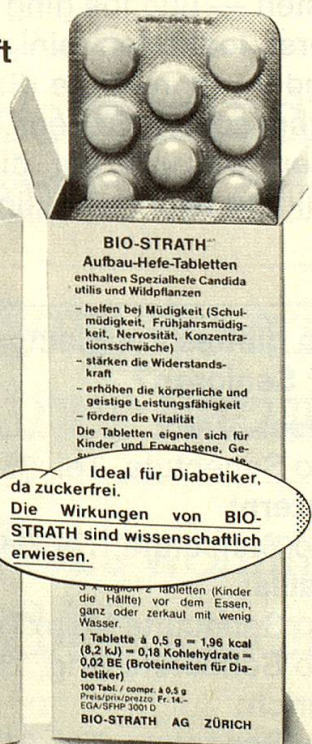 ft
BIO-STRATH
Aufbau-Hefe-Tabletten
enthalten Spezialhefe Candida
utilis und Wildpflanzen
– helfen bei Müdigkeit (Schul-
müdigkeit, Frühjahrsmüdig-
keit, Nervosität, Konzentra-
tionsschwäche)
– stärken die Widerstands-
kraft
– erhöhen die körperliche und
geistige Leistungsfähigkeit
– fördern die Vitalität
Die Tabletten eignen sich für
Kinder und Erwachsene, Ge-
Ideal für Diabetiker,
da zuckerfrei.
Die Wirkungen von BIO-
STRATH sind wissenschaftlich
erwiesen.
3 x täglich 2 Tabletten (Kinder
die Hälfte) vor dem Essen,
ganz oder zerkaut mit wenig
Wasser.
1 Tablette à 0,5 g = 1,96 kcal
(8,2 kJ) = 0,18 Kohlehydrate =
0,02 BE (Broteinheiten für Dia-
betiker)
100 Tabl. / compr. à 0,5 g
Preis/prix/prezzo Fr. 14.–
EGA/SFHP 3001 D
BIO-STRATH AG ZÜRICH